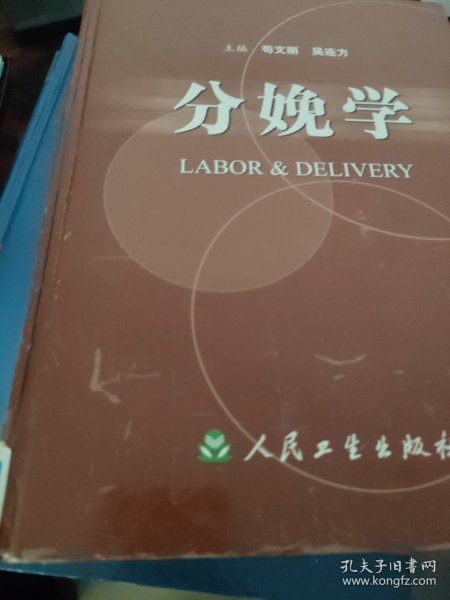 主编 苟文丽 吴连方
分娩学
LABOR & DELIVERY
人民卫生出版社
孔夫子旧书网
www.kongfz.com